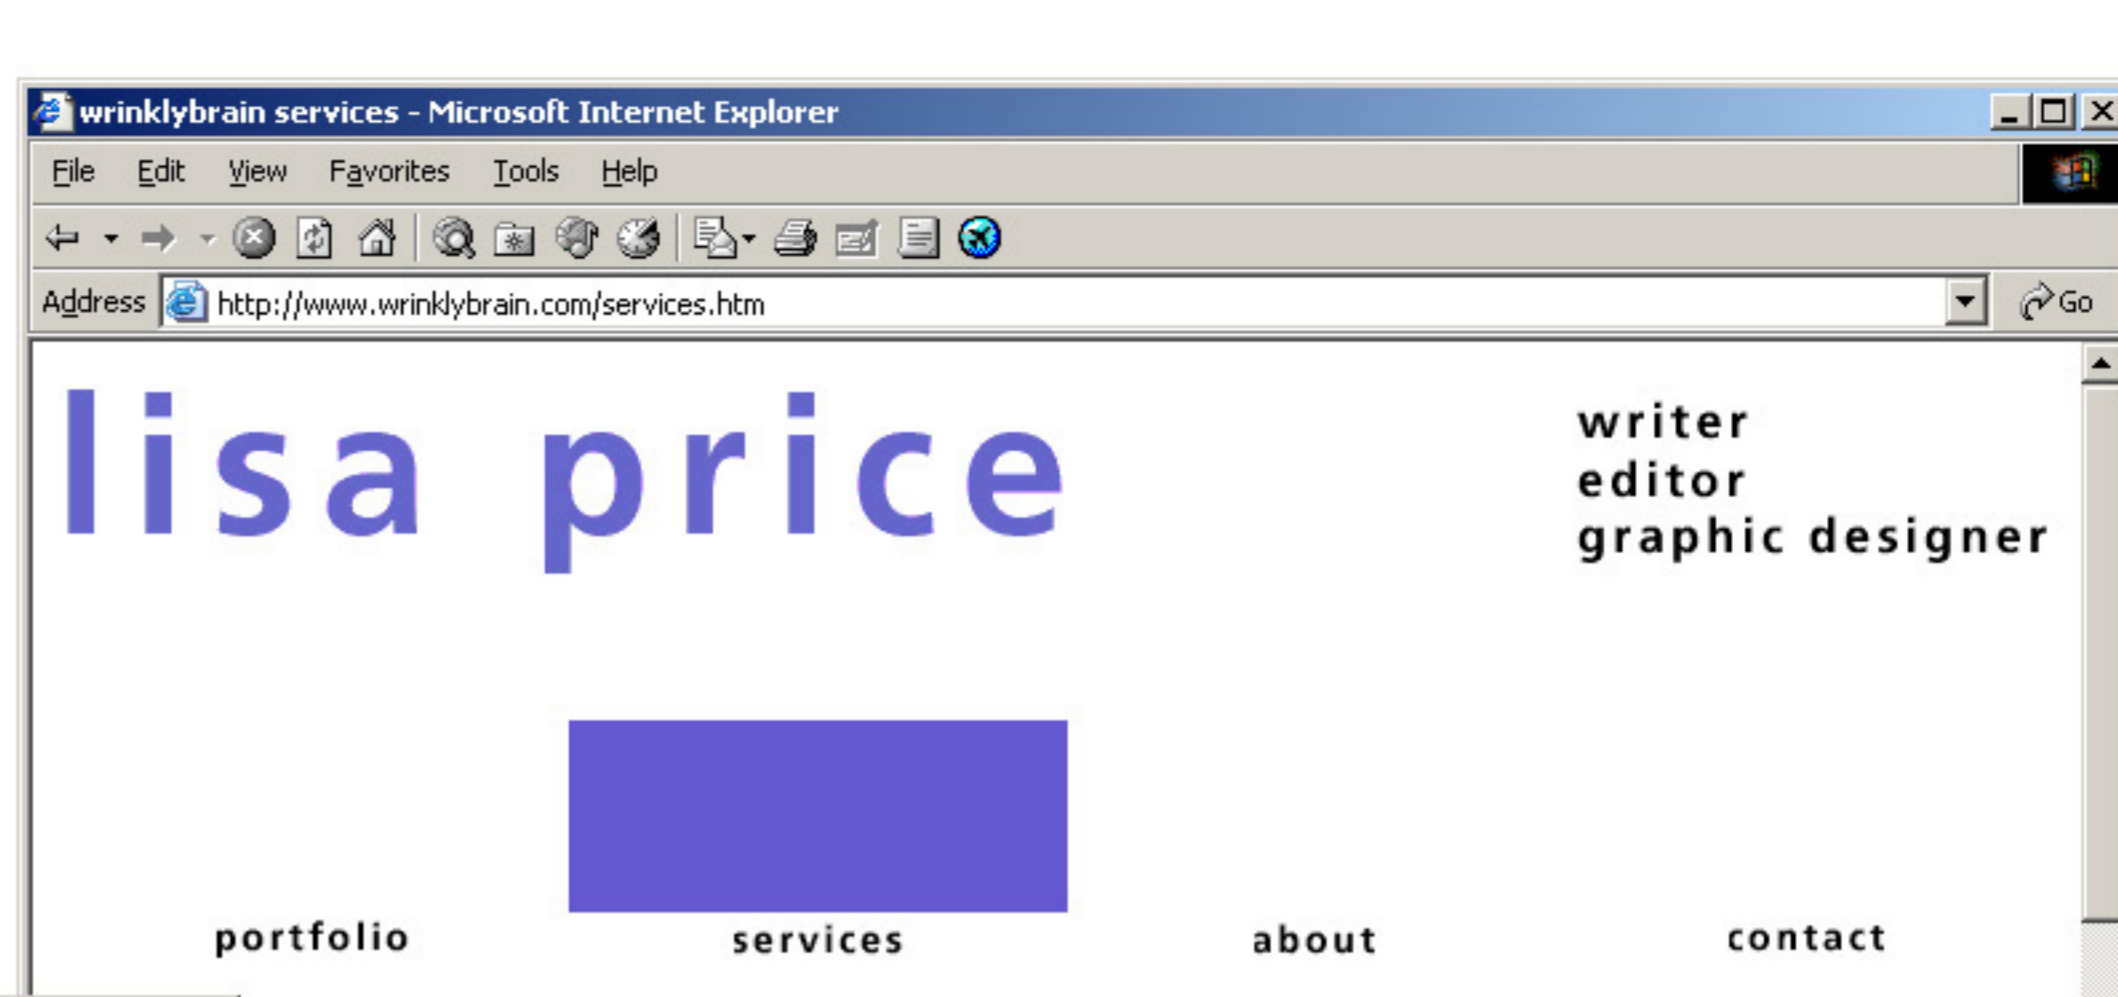 wrinklybrain services - Microsoft Internet Explorer
File Edit View Favorites Tools Help
Address http://www.wrinklybrain.com/services.htm Go
lisa price
writer
editor
graphic designer
portfolio services about contact